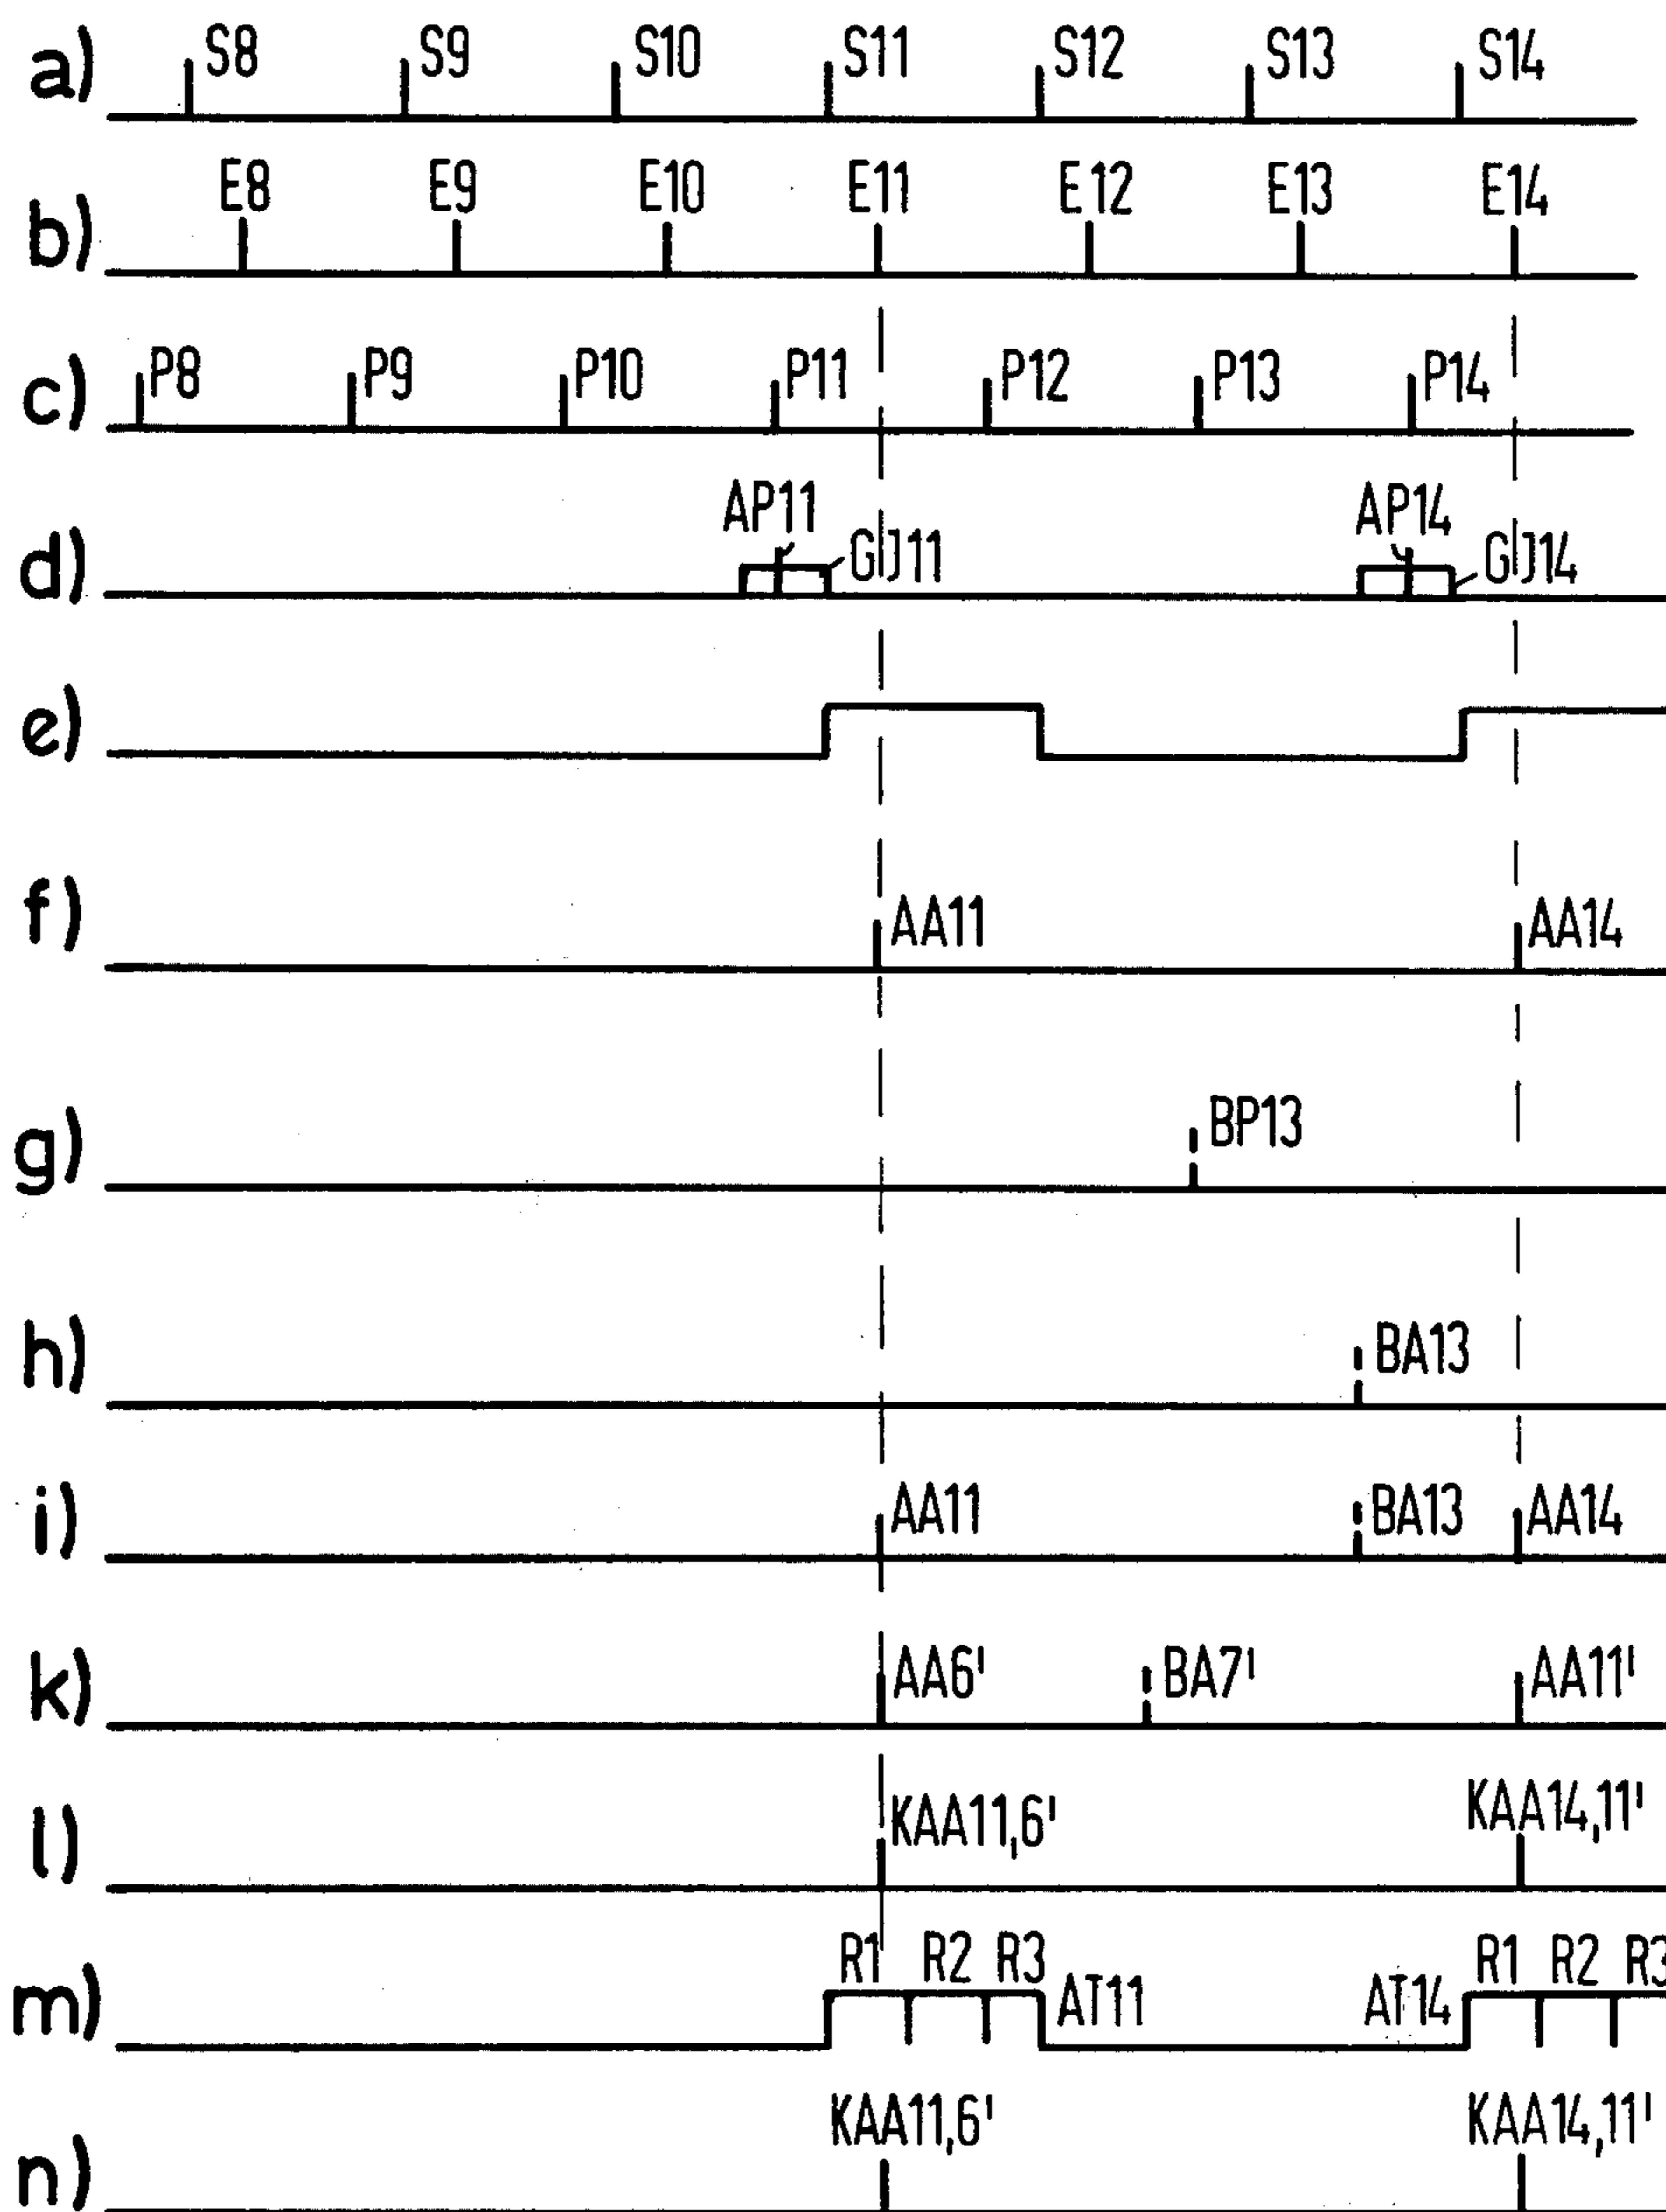 a) S8 S9 S10 S11 S12 S13 S14
b) E8 E9 E10 E11 E12 E13 E14
c) P8 P9 P10 P11 P12 P13 P14
d) AP11 GIJ11 AP14 GIJ14
e)
f) AA11 AA14
g) BP13
h) BA13
i) AA11 BA13 AA14
k) AA6' BA7' AA11'
l) KAA11,6' KAA14,11'
m) R1 R2 R3 AT11 AT14 R1 R2 R3
n) KAA11,6' KAA14,11'